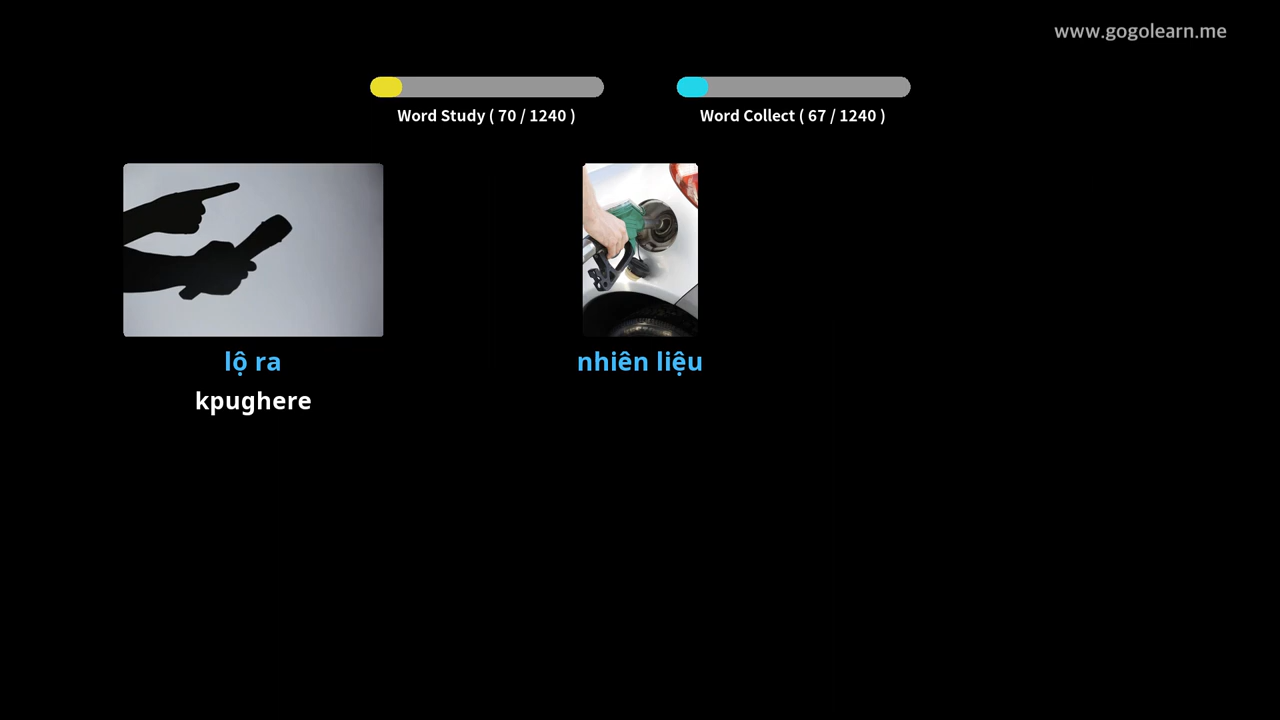 www.gogolearn.me
Word Study ( 70 / 1240 )
Word Collect ( 67 / 1240 )
lộ ra
kpughere
nhiên liệu